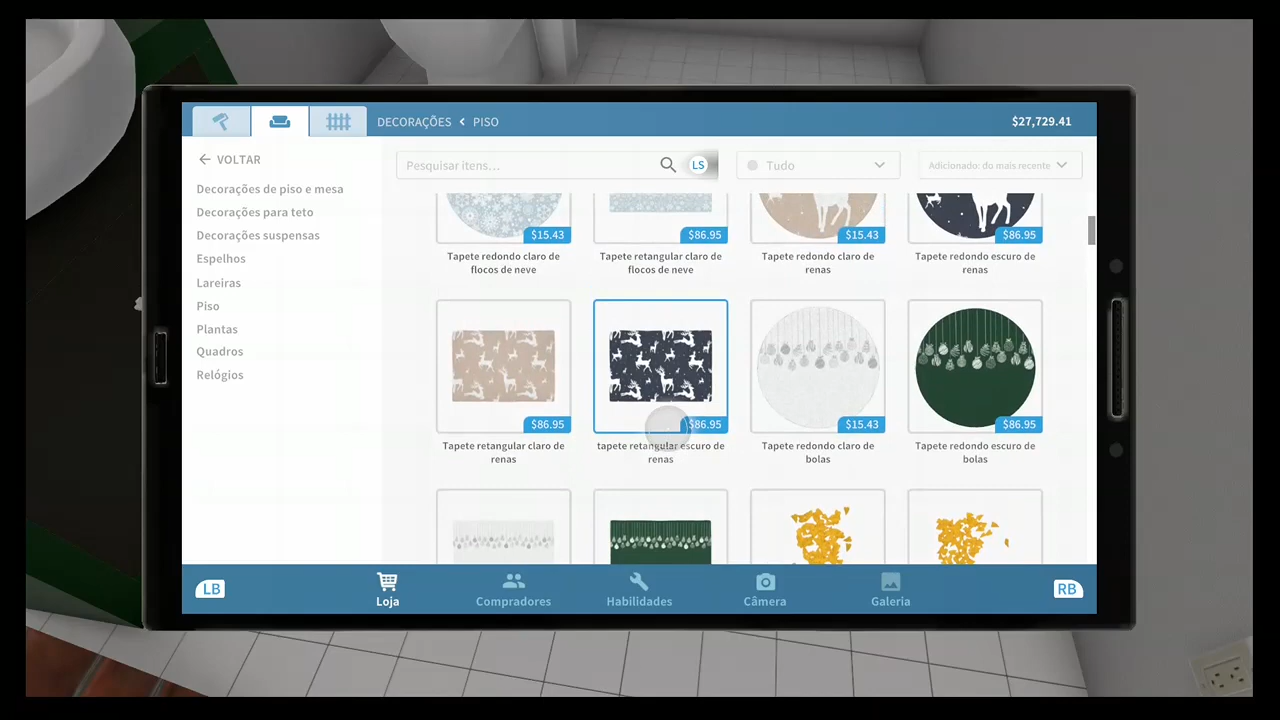 DECORAÇÕES < PISO
$27,729.41
← VOLTAR
Pesquisar itens...
LS
Tudo
Adicionado: do mais recente
Decorações de piso e mesa
Decorações para teto
Decorações suspensas
Espelhos
Lareiras
Piso
Plantas
Quadros
Relógios
$15.43
$86.95
$15.43
$86.95
Tapete redondo claro de
flocos de neve
Tapete retangular claro de
flocos de neve
Tapete redondo claro de
renas
Tapete redondo escuro de
renas
$86.95
$86.95
$15.43
$86.95
Tapete retangular claro de
renas
tapete retangular escuro de
renas
Tapete redondo claro de
bolas
Tapete redondo escuro de
bolas
LB
Loja
Compradores
Habilidades
Câmera
Galeria
RB